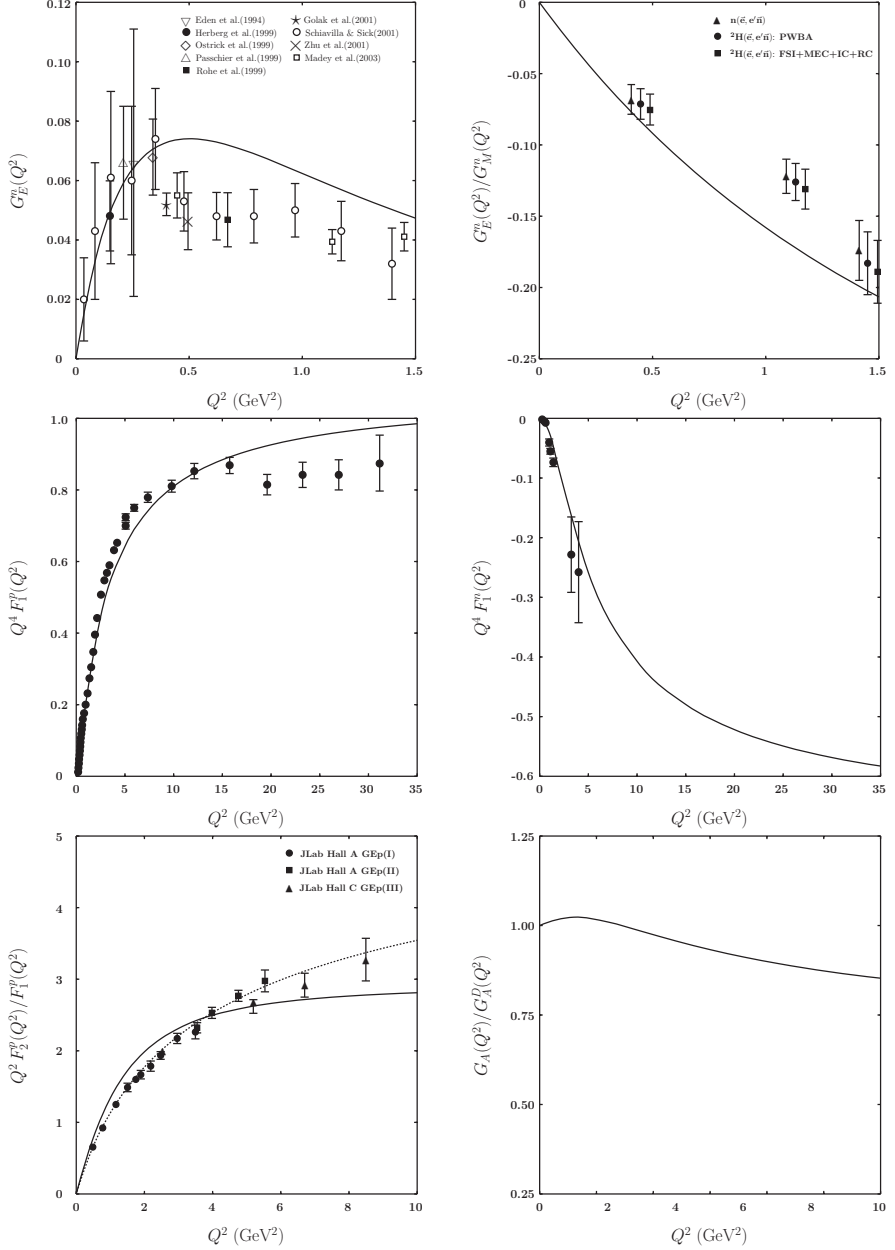 0.12
0.10
0.08
0.06
0.04
0.02
0
Eden et al.(1994)
Herberg et al.(1999)
Ostrick et al.(1999)
Passchier et al.(1999)
Rohe et al.(1999)
Golak et al.(2001)
Schiavilla & Sick(2001)
Zhu et al.(2001)
Madey et al.(2003)
G_E^n(Q^2)
0 0.5 1.0 1.5
Q^2 (GeV^2)
0
-0.05
-0.10
-0.15
-0.20
-0.25
n(e⃗, e′n⃗)
²H(e⃗, e′n⃗): PWBA
²H(e⃗, e′n⃗): FSI+MEC+IC+RC
G_E^n(Q^2)/G_M^n(Q^2)
0 0.5 1 1.5
Q^2 (GeV^2)
1.0
0.8
0.6
0.4
0.2
0
Q^4 F_1^p(Q^2)
0 5 10 15 20 25 30 35
Q^2 (GeV^2)
0
-0.1
-0.2
-0.3
-0.4
-0.5
-0.6
Q^4 F_1^n(Q^2)
0 5 10 15 20 25 30 35
Q^2 (GeV^2)
5
4
3
2
1
0
JLab Hall A GEp(I)
JLab Hall A GEp(II)
JLab Hall C GEp(III)
Q^2 F_2^p(Q^2)/F_1^p(Q^2)
0 2 4 6 8 10
Q^2 (GeV^2)
1.25
1.00
0.75
0.50
0.25
G_A(Q^2)/G_A^D(Q^2)
0 2 4 6 8 10
Q^2 (GeV^2)